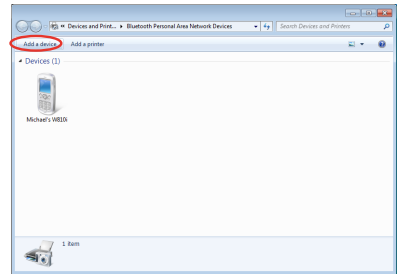 « Devices and Print... ▸ Bluetooth Personal Area Network Devices
Search Devices and Printers
Add a device
Add a printer
Devices (1)
Michael's W810i
1 item